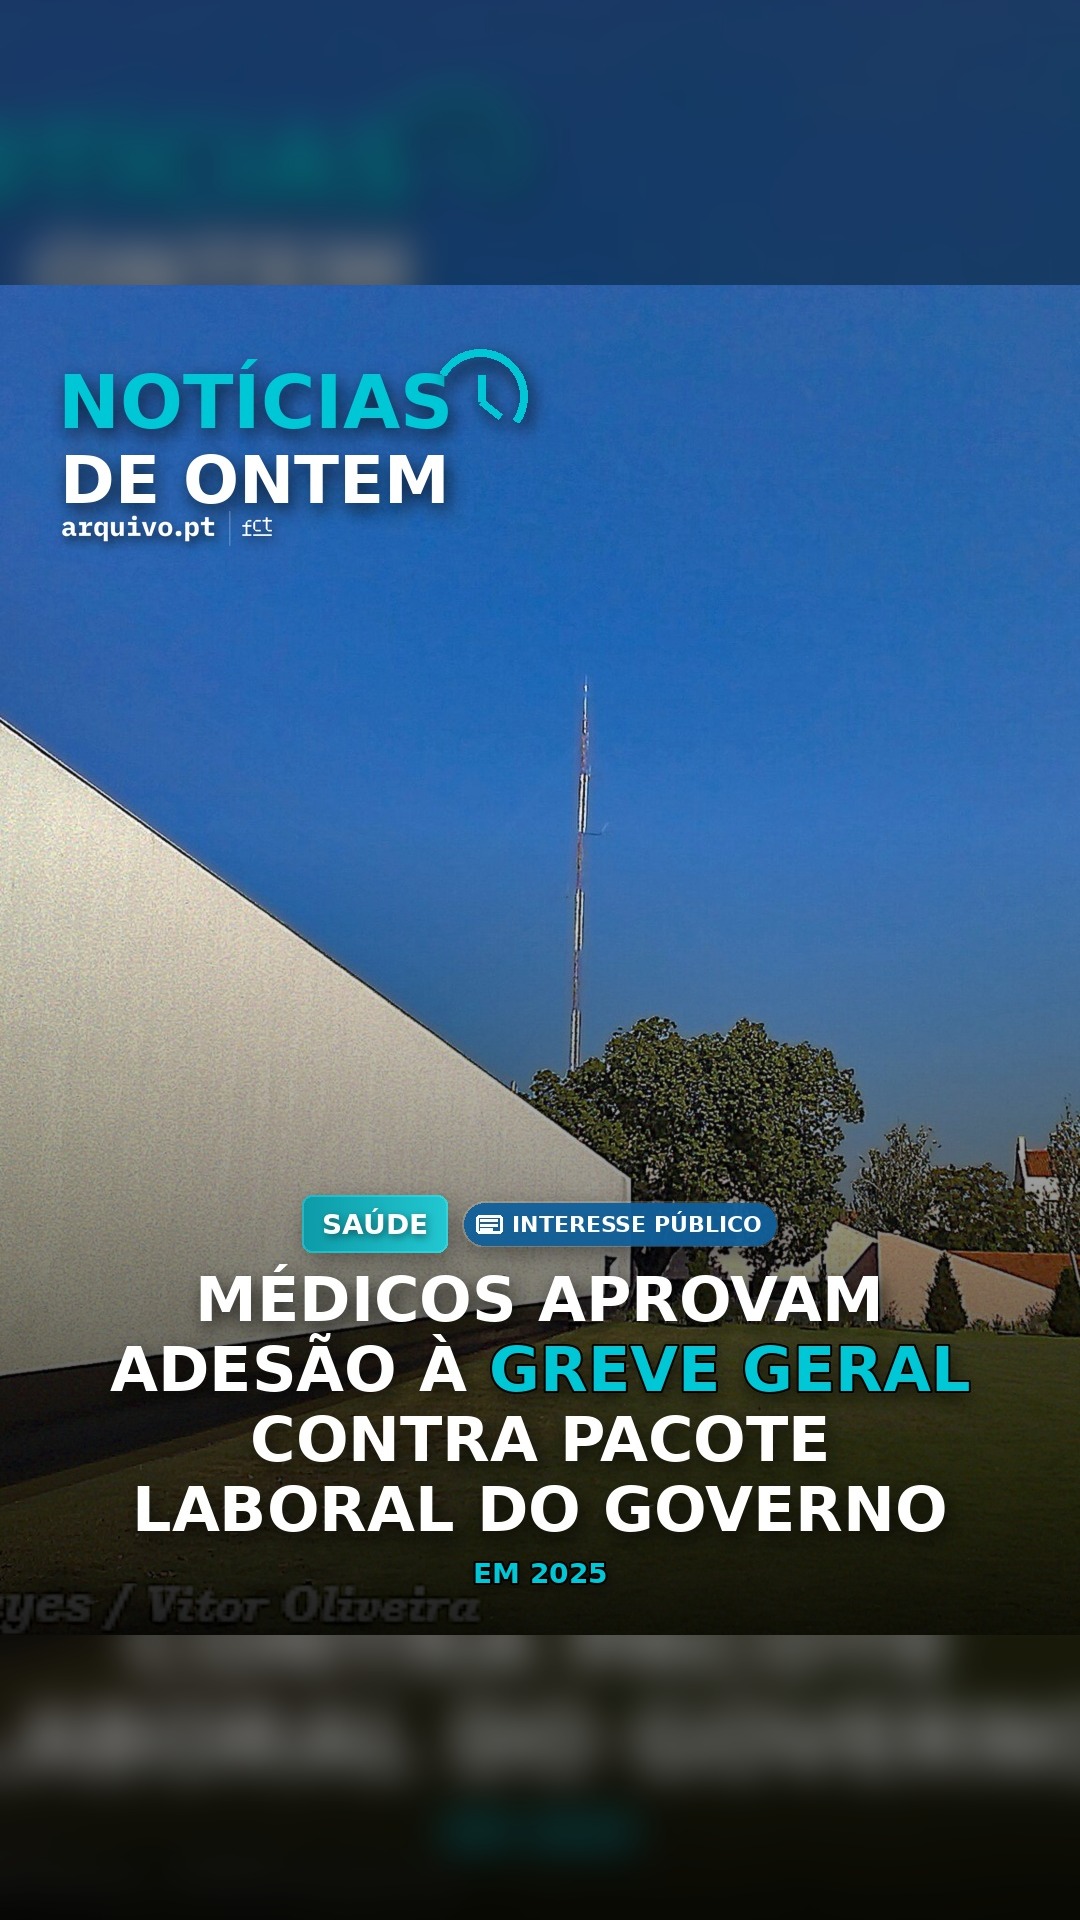 NOTÍCIAS
DE ONTEM
arquivo.pt | fct
SAÚDE
INTERESSE PÚBLICO
MÉDICOS APROVAM
ADESÃO À GREVE GERAL
CONTRA PACOTE
LABORAL DO GOVERNO
EM 2025
/ Vitor Oliveira